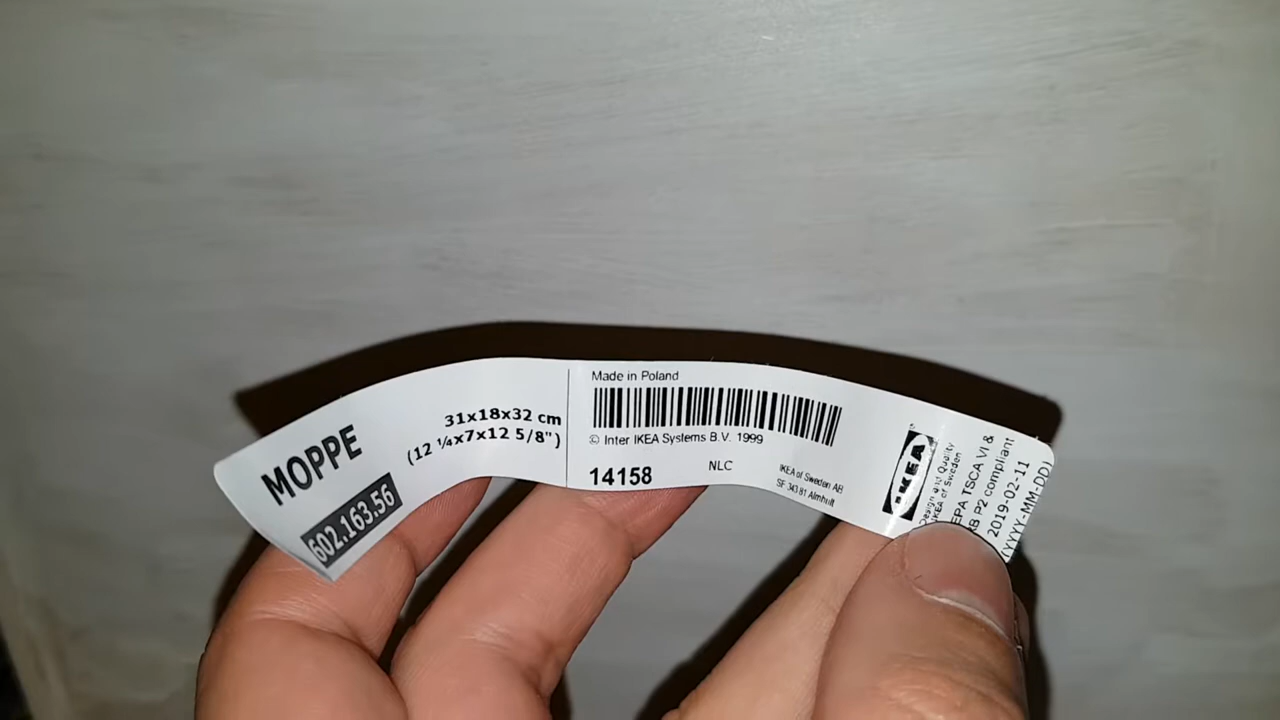 MOPPE
602.163.56
31x18x32 cm
(12 ¼x7x12 5/8")
Made in Poland
© Inter IKEA Systems B.V. 1999
14158
NLC
IKEA of Sweden AB
SF 343 81 Älmhult
IKEA
Design and Quality
IKEA of Sweden
EPA TSCA VI &
P2 compliant
2019-02-11
(YYYY-MM-DD)